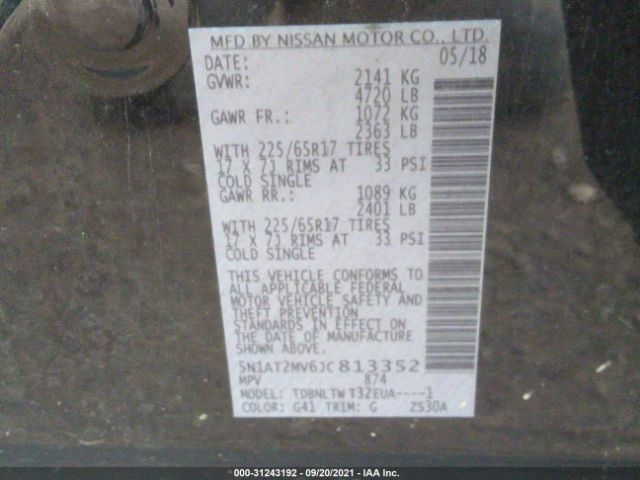 MFD BY NISSAN MOTOR CO., LTD.
DATE: 05/18
GVWR: 2141 KG
4720 LB
GAWR FR.: 1072 KG
2363 LB
WITH 225/65R17 TIRES
17 X 7J RIMS AT 33 PSI
COLD SINGLE
GAWR RR.: 1089 KG
2401 LB
WITH 225/65R17 TIRES
17 X 7J RIMS AT 33 PSI
COLD SINGLE
THIS VEHICLE CONFORMS TO
ALL APPLICABLE FEDERAL
MOTOR VEHICLE SAFETY AND
THEFT PREVENTION
STANDARDS IN EFFECT ON
THE DATE OF MANUFACTURE
SHOWN ABOVE.
5N1AT2MV6JC813352
MPV 874
MODEL: TDBNLTW T32EUA----1
COLOR: G41 TRIM: G ZS30A
000-31243192 - 09/20/2021 - IAA Inc.